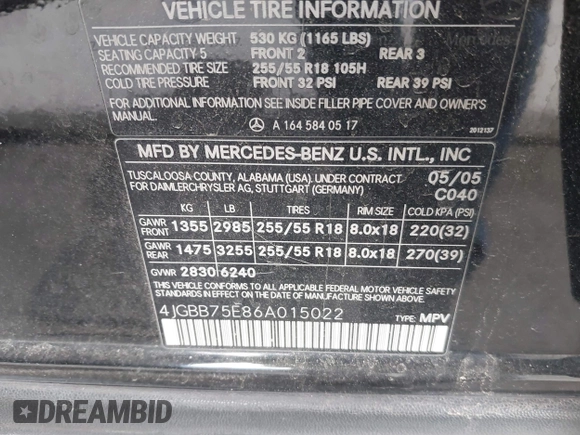 VEHICLE TIRE INFORMATION
VEHICLE CAPACITY WEIGHT 530 KG (1165 LBS)
SEATING CAPACITY 5 FRONT 2 REAR 3
RECOMMENDED TIRE SIZE 255/55 R18 105H
COLD TIRE PRESSURE FRONT 32 PSI REAR 39 PSI
FOR ADDITIONAL INFORMATION SEE INSIDE FILLER PIPE COVER AND OWNER'S
MANUAL
A 164 584 05 17
2012137
MFD BY MERCEDES-BENZ U.S. INTL., INC
TUSCALOOSA COUNTY, ALABAMA (USA). UNDER CONTRACT 05/05
FOR DAIMLERCHRYSLER AG, STUTTGART (GERMANY) C040
KG LB TIRES RIM SIZE COLD KPA (PSI)
GAWR FRONT 1355 2985 255/55 R18 8.0x18 220(32)
GAWR REAR 1475 3255 255/55 R18 8.0x18 270(39)
GVWR 2830 6240
THIS VEHICLE CONFORMS TO ALL APPLICABLE FEDERAL MOTOR VEHICLE SAFETY
STANDARDS IN EFFECT ON THE DATE OF MANUFACTURE SHOWN ABOVE.
4JGBB75E86A015022 TYPE: MPV
DREAMBID